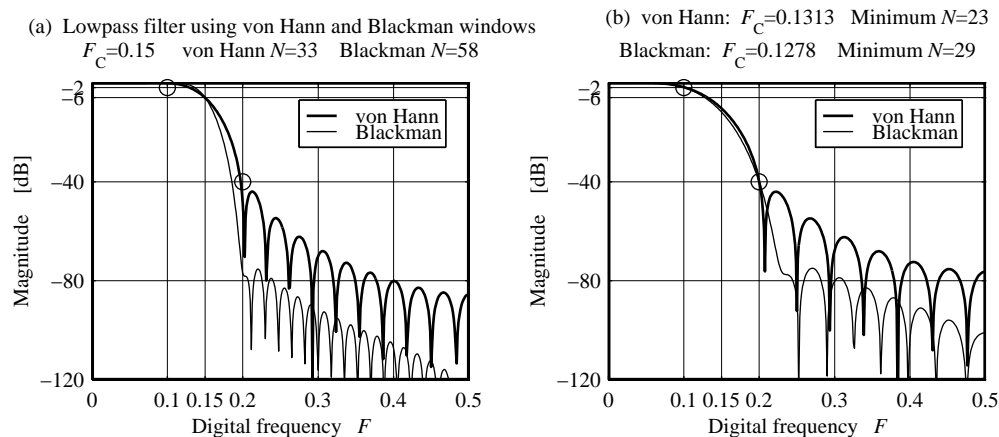 (a) Lowpass filter using von Hann and Blackman windows
F_C=0.15 von Hann N=33 Blackman N=58
−2
−6
−40
−80
−120
Magnitude [dB]
von Hann
Blackman
0 0.1 0.15 0.2 0.3 0.4 0.5
Digital frequency F
(b) von Hann: F_C=0.1313 Minimum N=23
Blackman: F_C=0.1278 Minimum N=29
−2
−6
−40
−80
−120
Magnitude [dB]
von Hann
Blackman
0 0.1 0.15 0.2 0.3 0.4 0.5
Digital frequency F